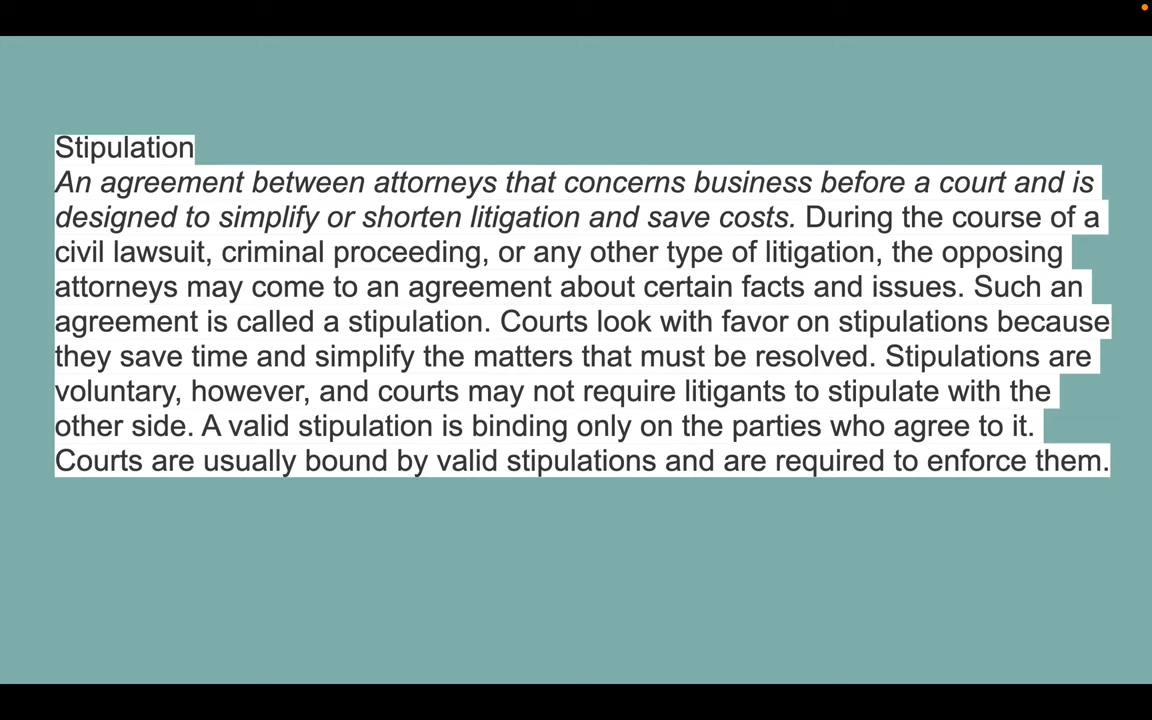 Stipulation
An agreement between attorneys that concerns business before a court and is
designed to simplify or shorten litigation and save costs. During the course of a
civil lawsuit, criminal proceeding, or any other type of litigation, the opposing
attorneys may come to an agreement about certain facts and issues. Such an
agreement is called a stipulation. Courts look with favor on stipulations because
they save time and simplify the matters that must be resolved. Stipulations are
voluntary, however, and courts may not require litigants to stipulate with the
other side. A valid stipulation is binding only on the parties who agree to it.
Courts are usually bound by valid stipulations and are required to enforce them.